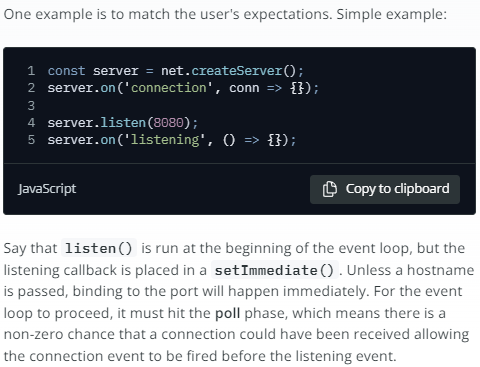 One example is to match the user's expectations. Simple example:
1 const server = net.createServer();
2 server.on('connection', conn => {});
3
4 server.listen(8080);
5 server.on('listening', () => {});
JavaScript
Copy to clipboard
Say that listen() is run at the beginning of the event loop, but the
listening callback is placed in a setImmediate(). Unless a hostname
is passed, binding to the port will happen immediately. For the event
loop to proceed, it must hit the poll phase, which means there is a
non-zero chance that a connection could have been received allowing
the connection event to be fired before the listening event.